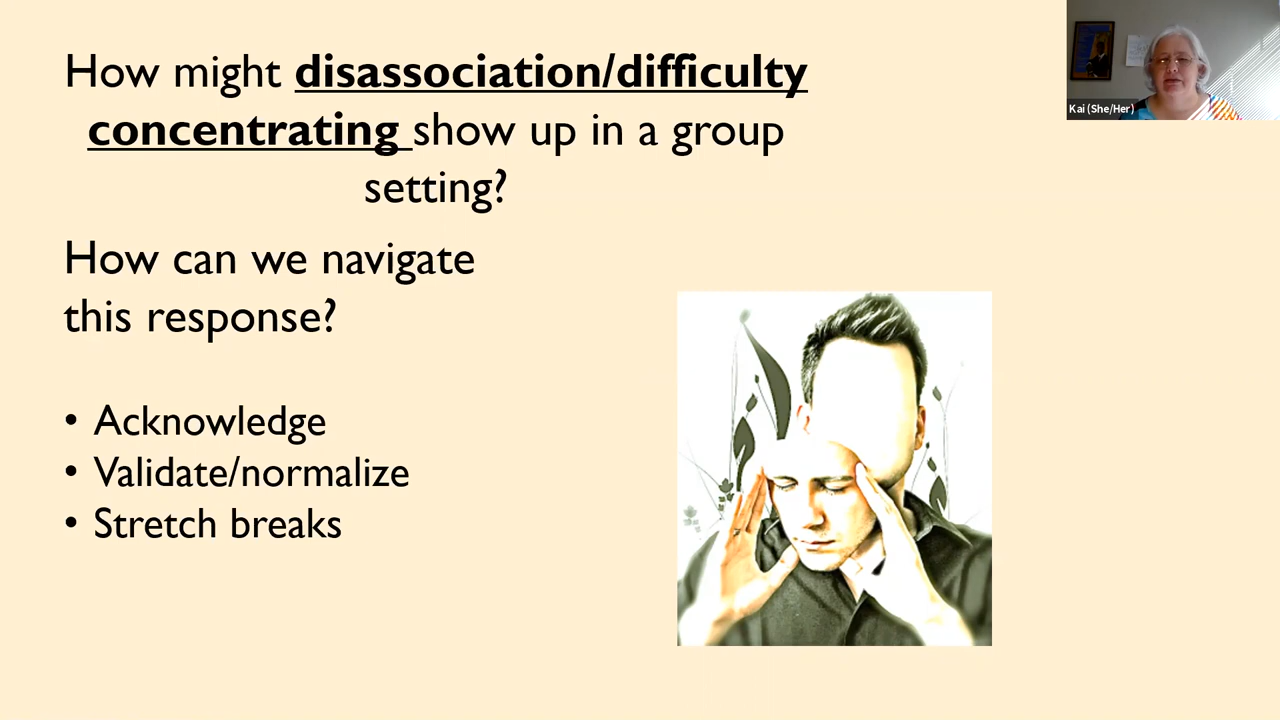 How might disassociation/difficulty
concentrating show up in a group
setting?
How can we navigate
this response?
• Acknowledge
• Validate/normalize
• Stretch breaks
Kai (She/Her)